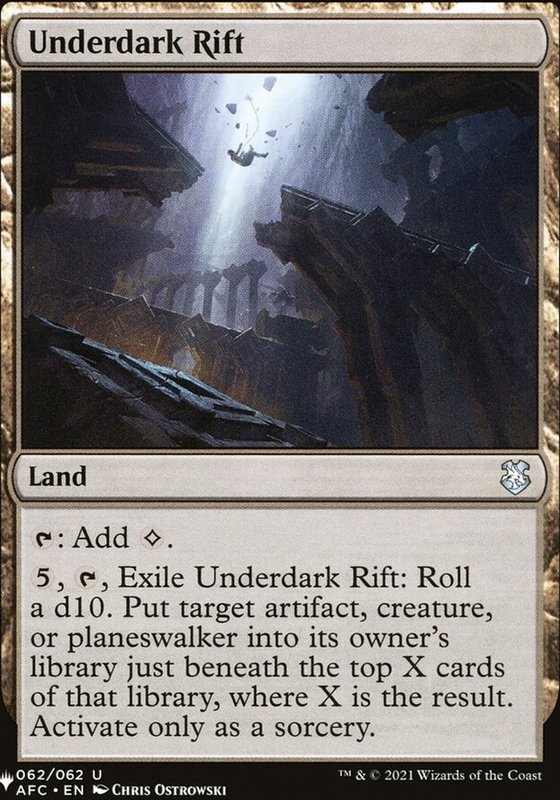 Underdark Rift
Land
: Add .
5, , Exile Underdark Rift: Roll
a d10. Put target artifact, creature,
or planeswalker into its owner's
library just beneath the top X cards
of that library, where X is the result.
Activate only as a sorcery.
062/062 U
AFC • EN Chris Ostrowski
™ & © 2021 Wizards of the Coast